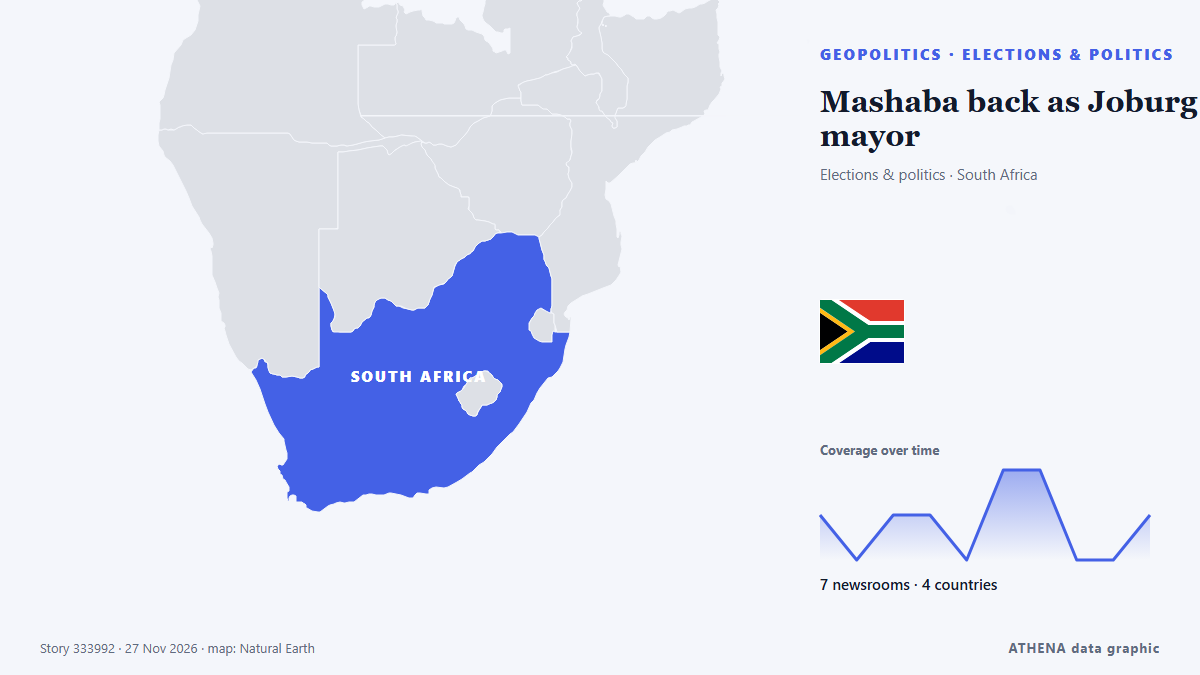 GEOPOLITICS · ELECTIONS & POLITICS
Mashaba back as Joburg
mayor
Elections & politics · South Africa
SOUTH AFRICA
Coverage over time
7 newsrooms · 4 countries
Story 333992 · 27 Nov 2026 · map: Natural Earth
ATHENA data graphic